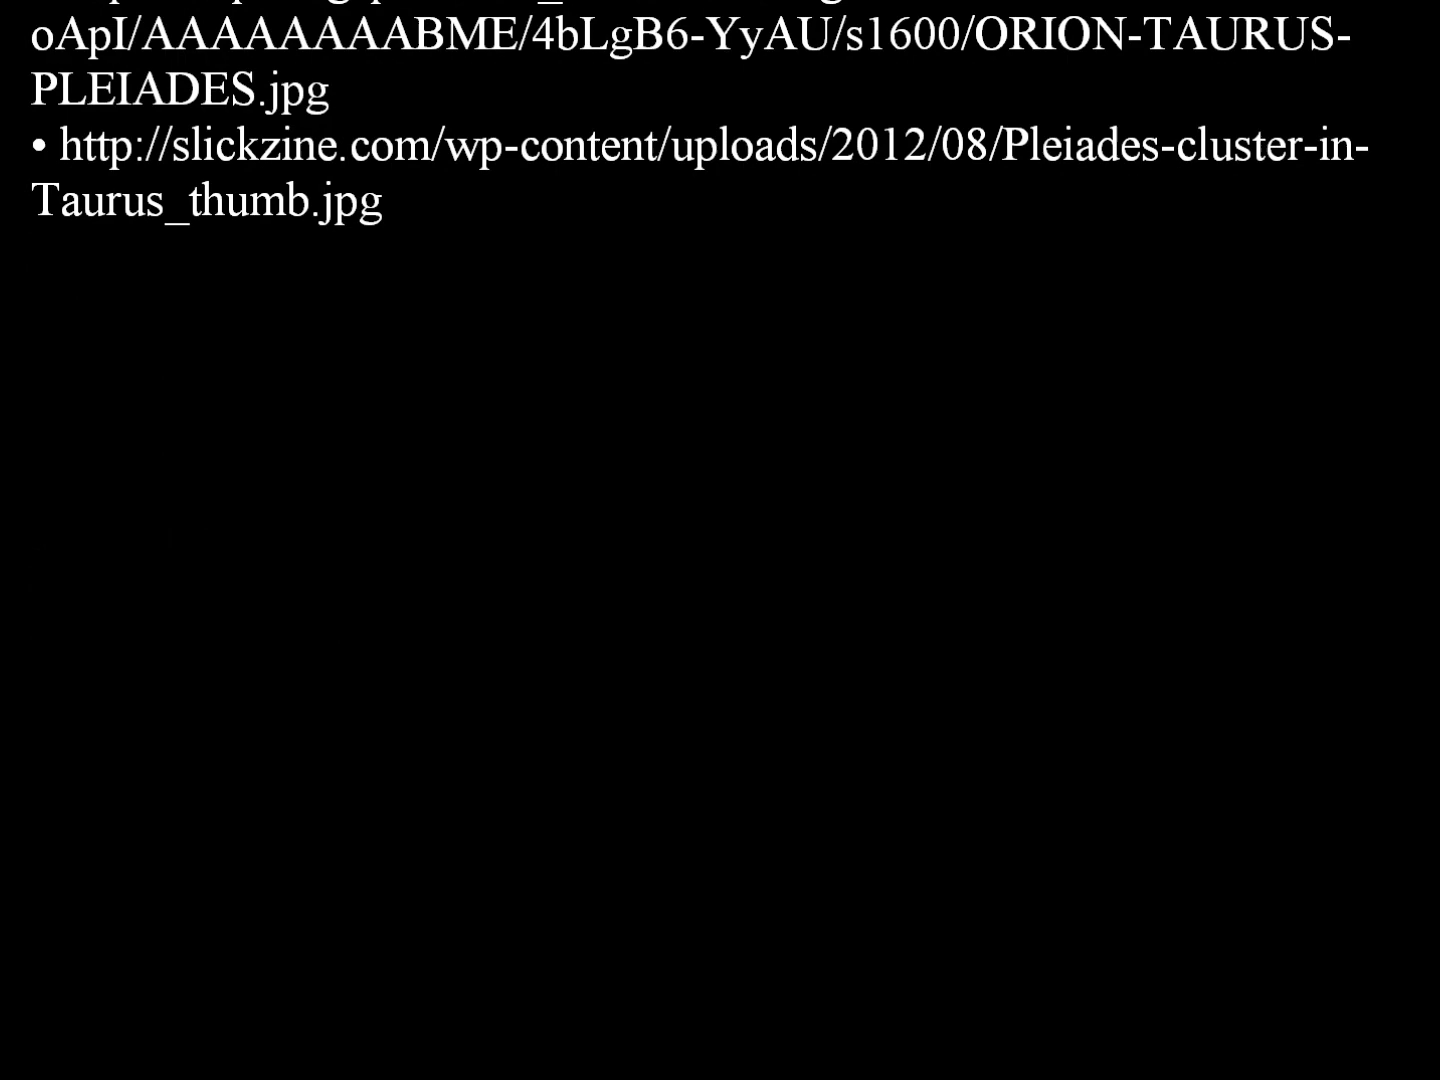 oApI/AAAAAAAABME/4bLgB6-YyAU/s1600/ORION-TAURUS-
PLEIADES.jpg
• http://slickzine.com/wp-content/uploads/2012/08/Pleiades-cluster-in-
Taurus_thumb.jpg